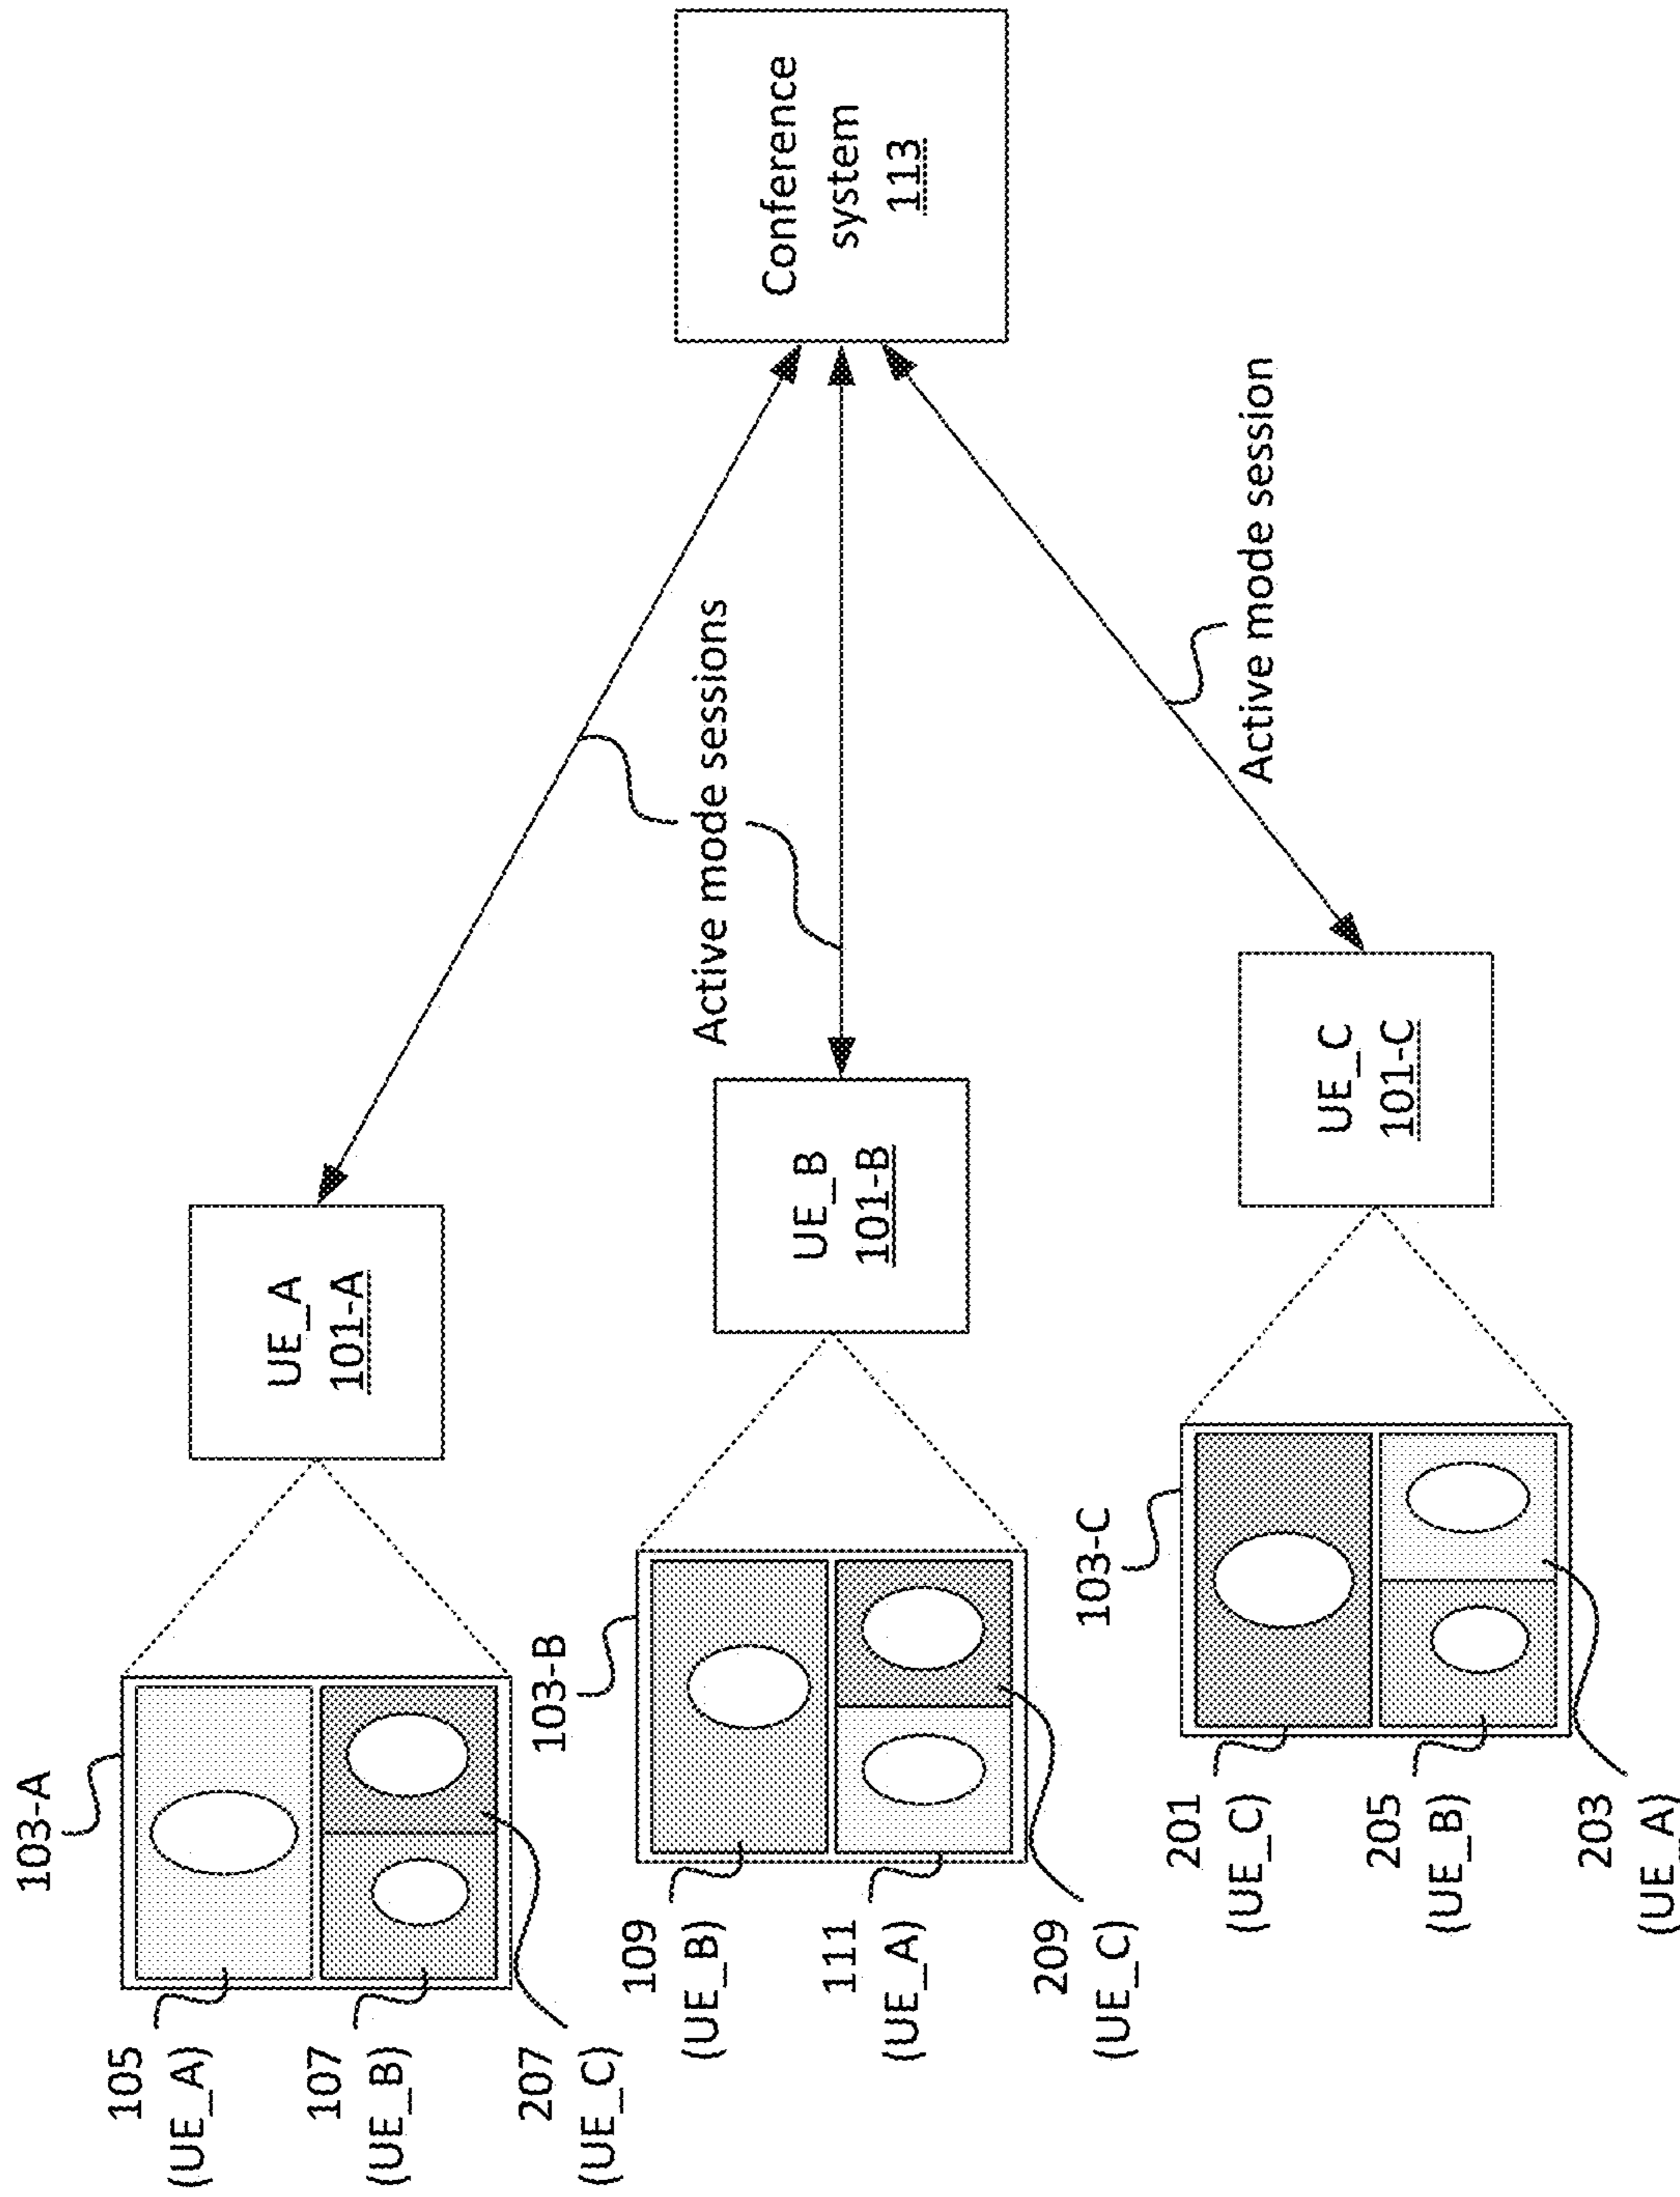 103-A
105
(UE_A)
107
(UE_B)
207
(UE_C)
UE_A
101-A
103-B
109
(UE_B)
111
(UE_A)
209
(UE_C)
UE_B
101-B
Active mode sessions
103-C
201
(UE_C)
205
(UE_B)
203
(UE_A)
UE_C
101-C
Active mode session
Conference
system
113